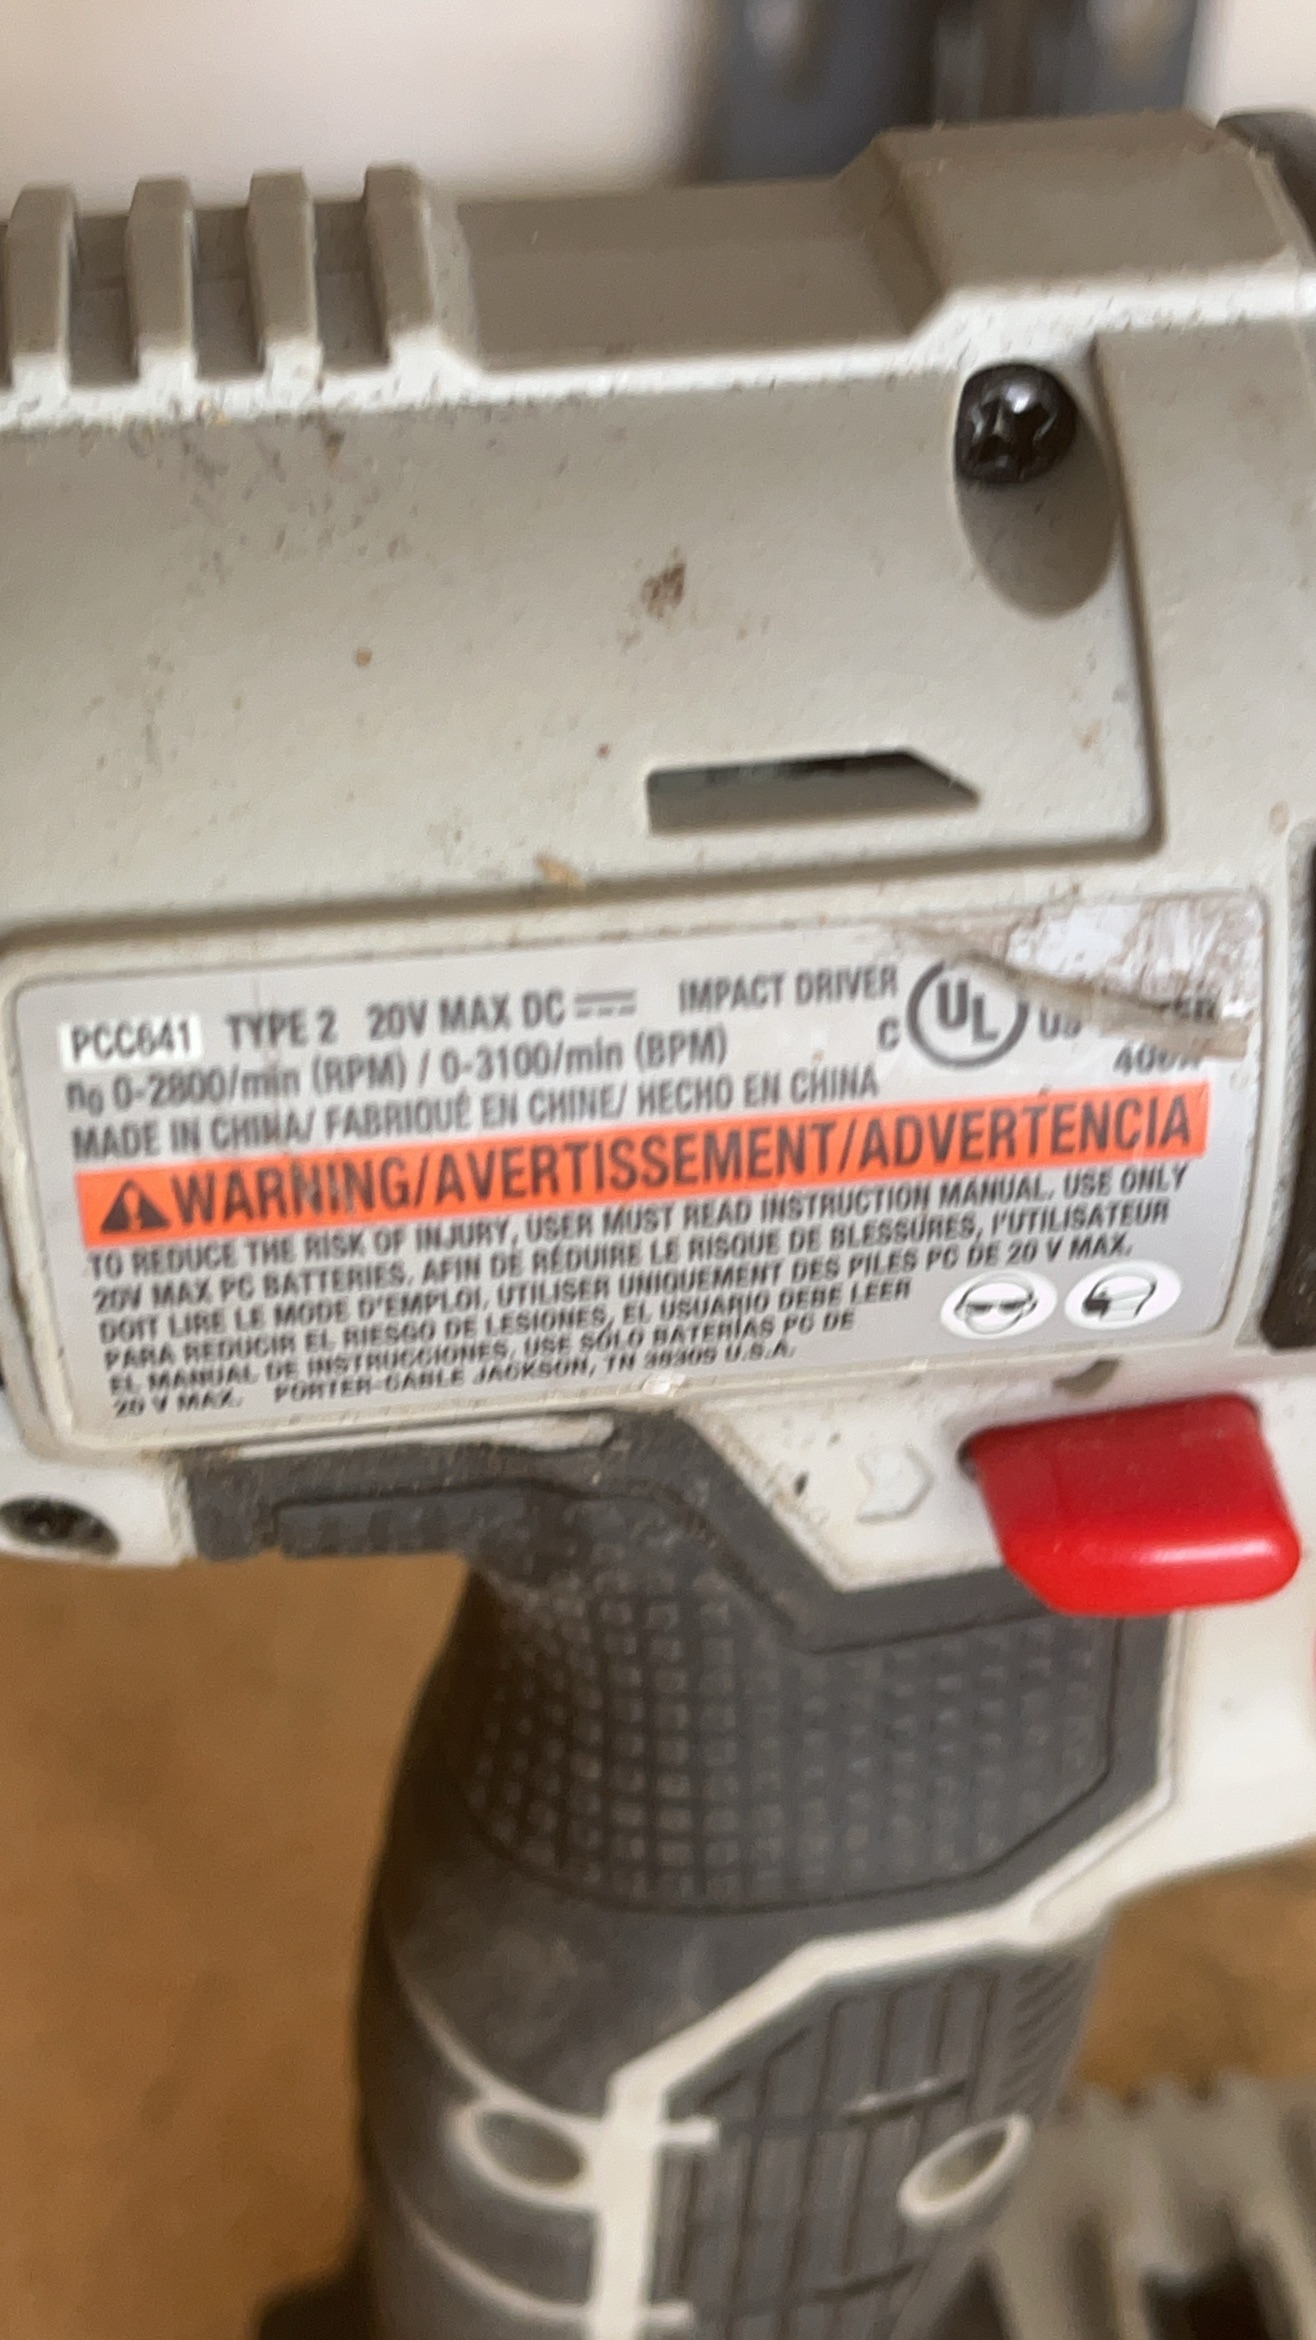 PCC641 TYPE 2 20V MAX DC IMPACT DRIVER
n₀ 0-2800/min (RPM) / 0-3100/min (BPM) C UL US
MADE IN CHINA/ FABRIQUÉ EN CHINE/ HECHO EN CHINA
WARNING/AVERTISSEMENT/ADVERTENCIA
TO REDUCE THE RISK OF INJURY, USER MUST READ INSTRUCTION MANUAL. USE ONLY
20V MAX PC BATTERIES. AFIN DE RÉDUIRE LE RISQUE DE BLESSURES, l'UTILISATEUR
DOIT LIRE LE MODE D'EMPLOI, UTILISER UNIQUEMENT DES PILES PC DE 20 V MAX.
PARA REDUCIR EL RIESGO DE LESIONES, EL USUARIO DEBE LEER
EL MANUAL DE INSTRUCCIONES, USE SÓLO BATERÍAS PC DE
20 V MAX. PORTER-CABLE JACKSON, TN 38305 U.S.A.